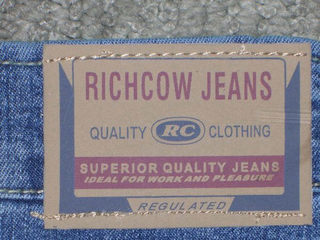 RICHCOW JEANS
QUALITY RC CLOTHING
SUPERIOR QUALITY JEANS
IDEAL FOR WORK AND PLEASURE
REGULATED